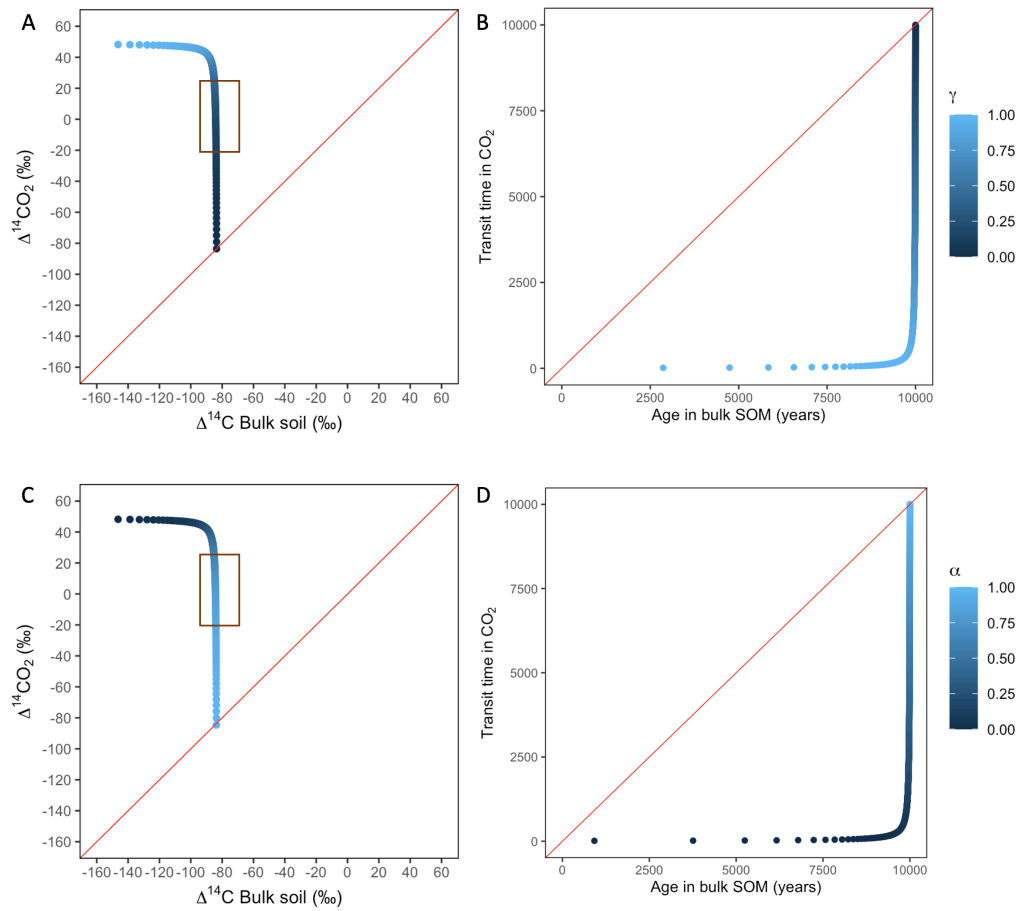 A
60
40
20
0
-20
-40
-60
-80
-100
-120
-140
-160
Δ¹⁴CO₂ (‰)
-160 -140 -120 -100 -80 -60 -40 -20 0 20 40 60
Δ¹⁴C Bulk soil (‰)
B
10000
7500
5000
2500
0
Transit time in CO₂
0 2500 5000 7500 10000
Age in bulk SOM (years)
γ
1.00
0.75
0.50
0.25
0.00
C
60
40
20
0
-20
-40
-60
-80
-100
-120
-140
-160
Δ¹⁴CO₂ (‰)
-160 -140 -120 -100 -80 -60 -40 -20 0 20 40 60
Δ¹⁴C Bulk soil (‰)
D
10000
7500
5000
2500
0
Transit time in CO₂
0 2500 5000 7500 10000
Age in bulk SOM (years)
α
1.00
0.75
0.50
0.25
0.00